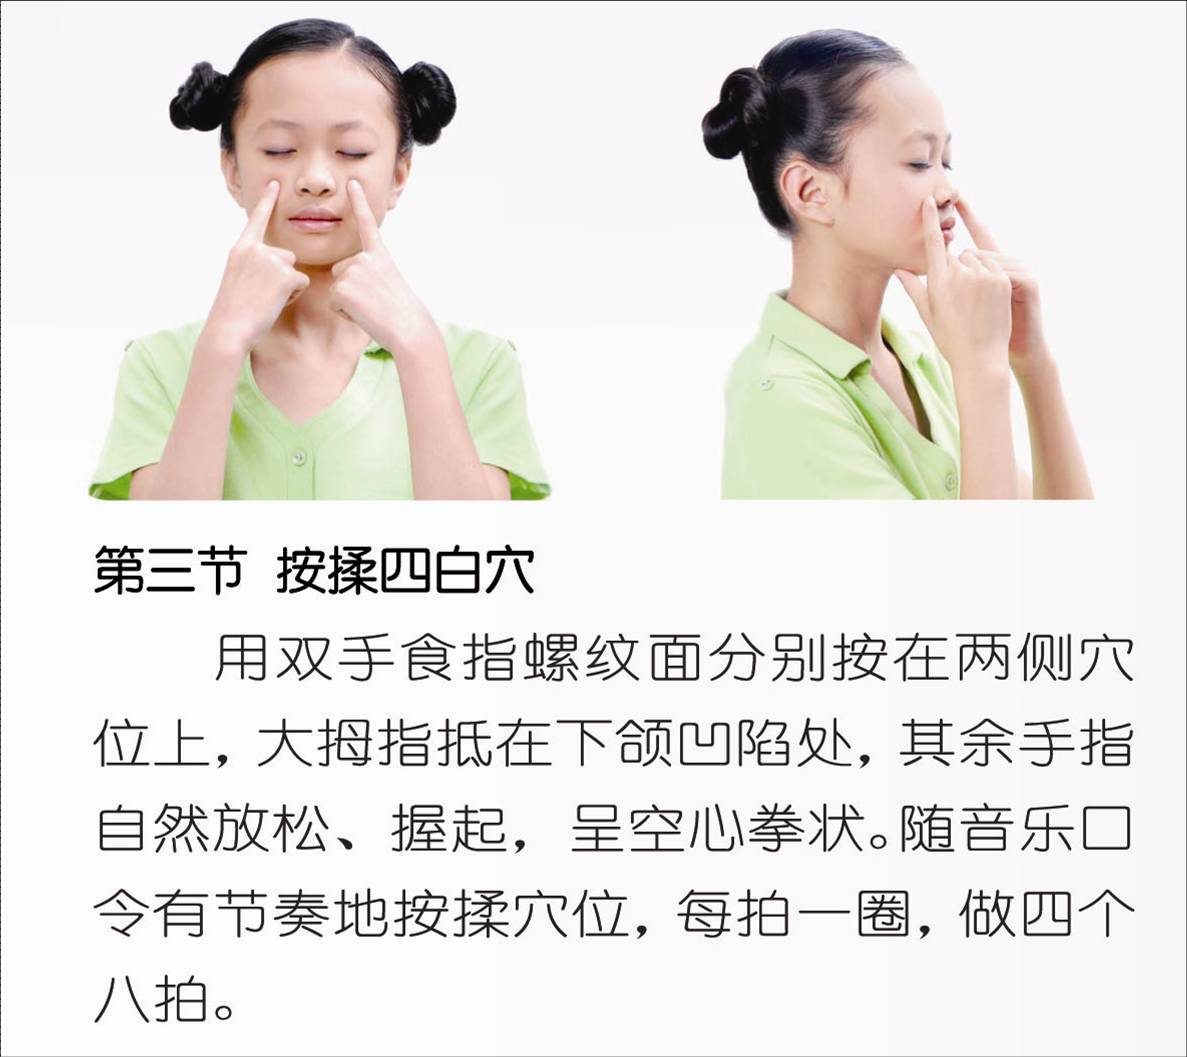 第三节 按揉四白穴
用双手食指螺纹面分别按在两侧穴
位上，大拇指抵在下颌凹陷处，其余手指
自然放松、握起，呈空心拳状。随音乐口
令有节奏地按揉穴位，每拍一圈，做四个
八拍。